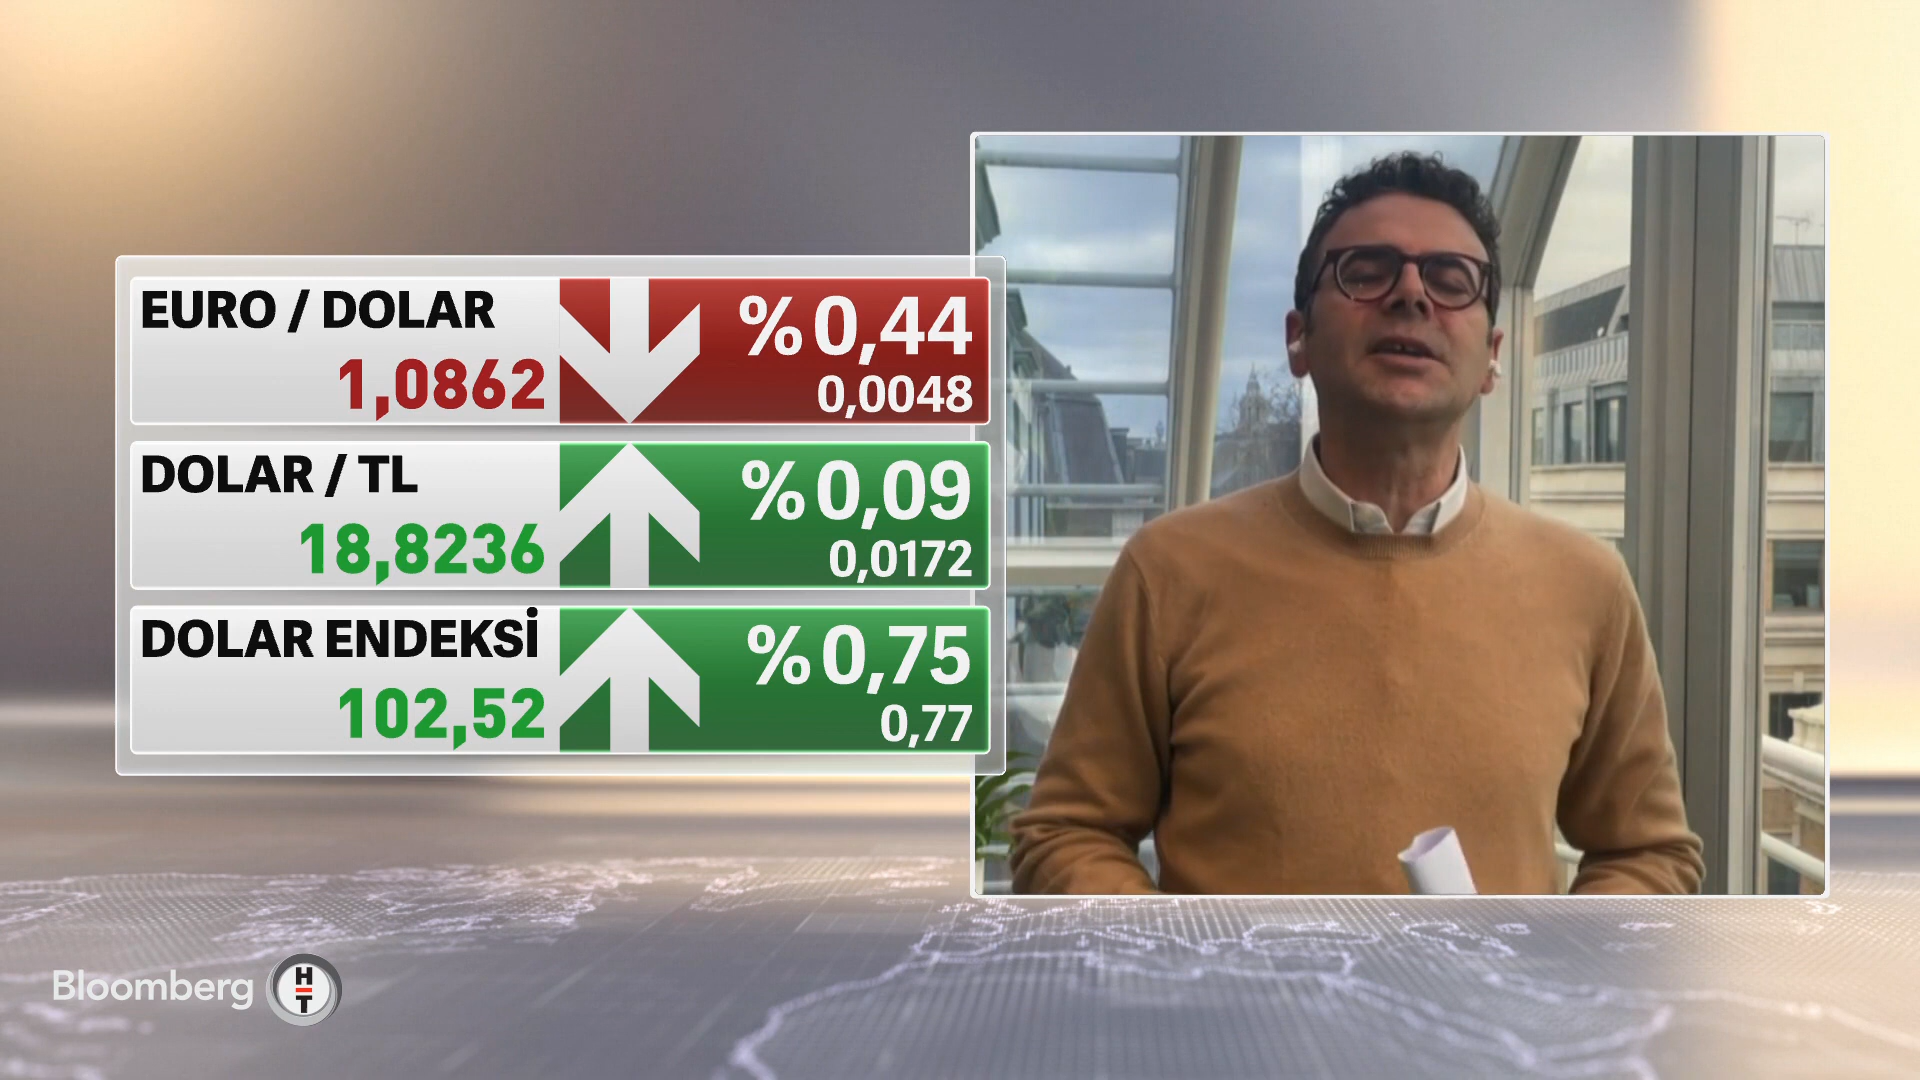 EURO / DOLAR
1,0862
%0,44
0,0048
DOLAR / TL
18,8236
%0,09
0,0172
DOLAR ENDEKSİ
102,52
%0,75
0,77
Bloomberg HT